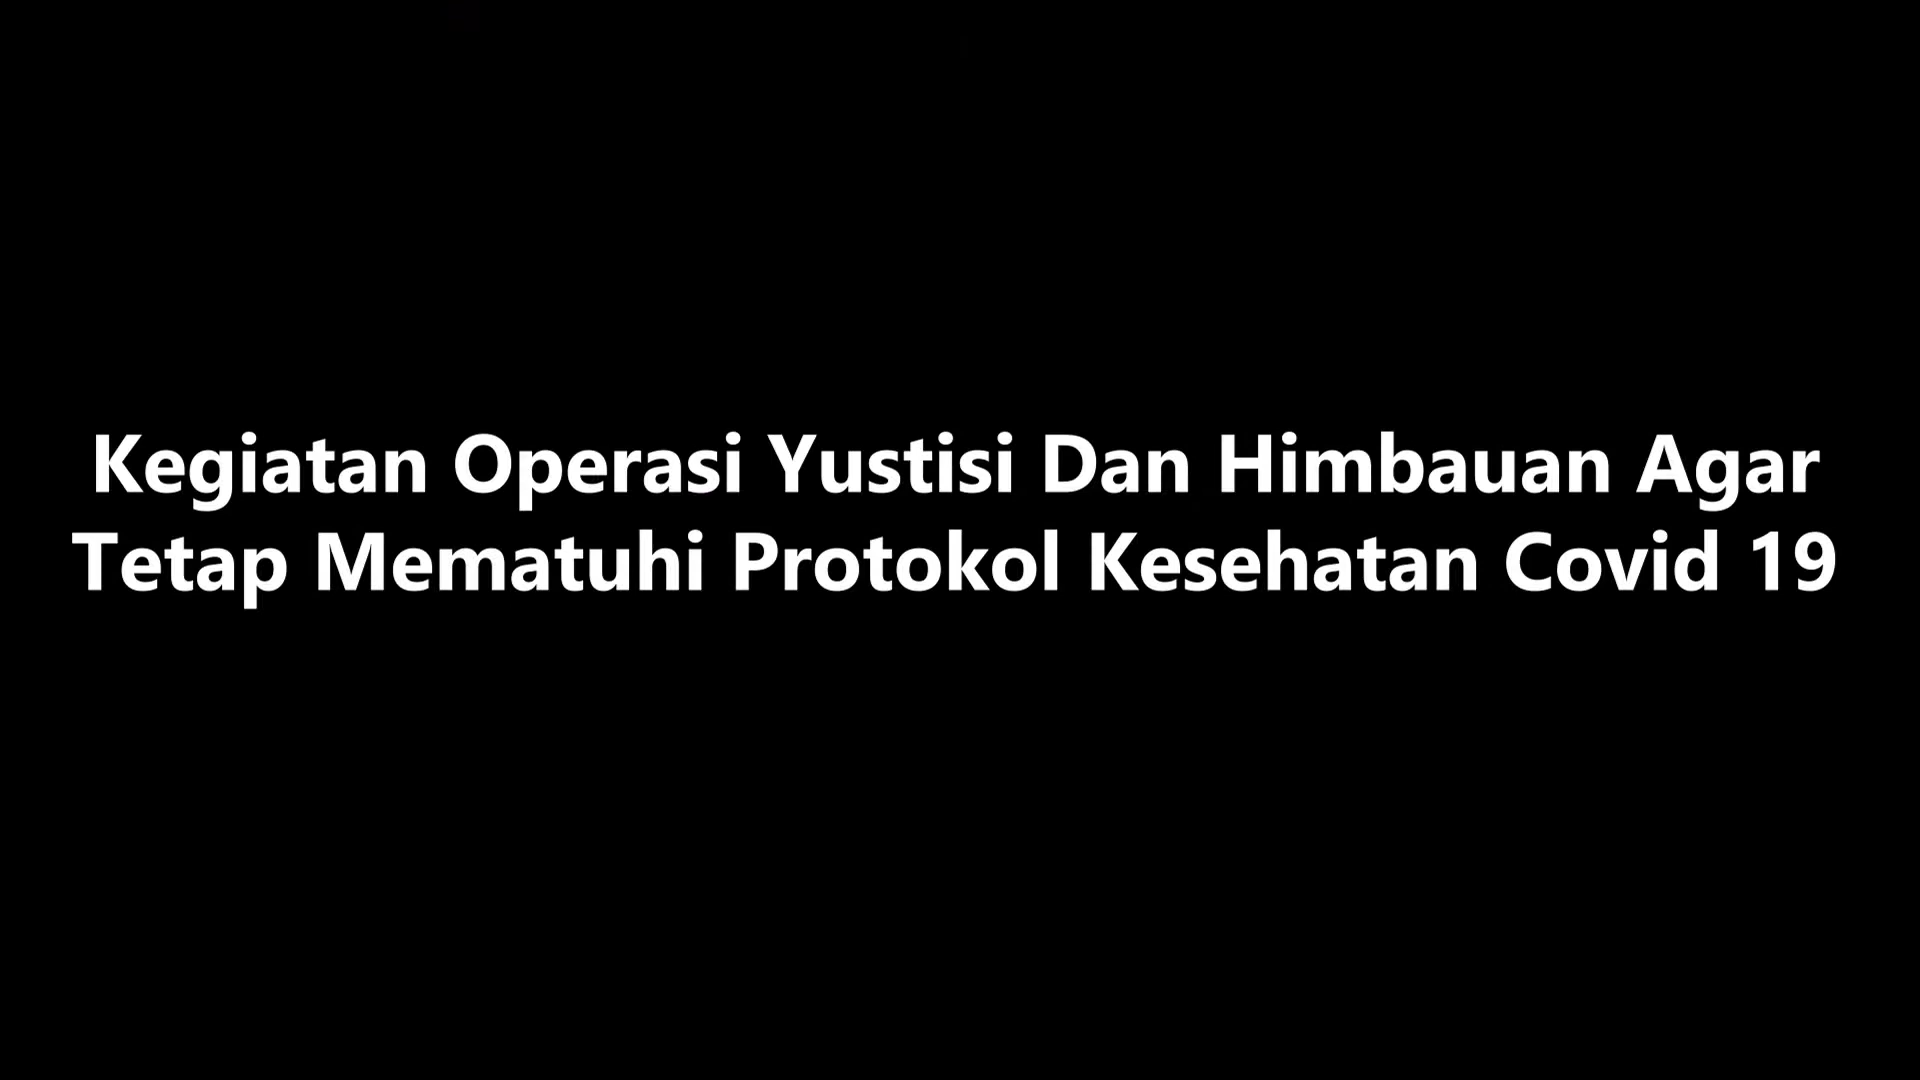 Kegiatan Operasi Yustisi Dan Himbauan Agar
Tetap Mematuhi Protokol Kesehatan Covid 19